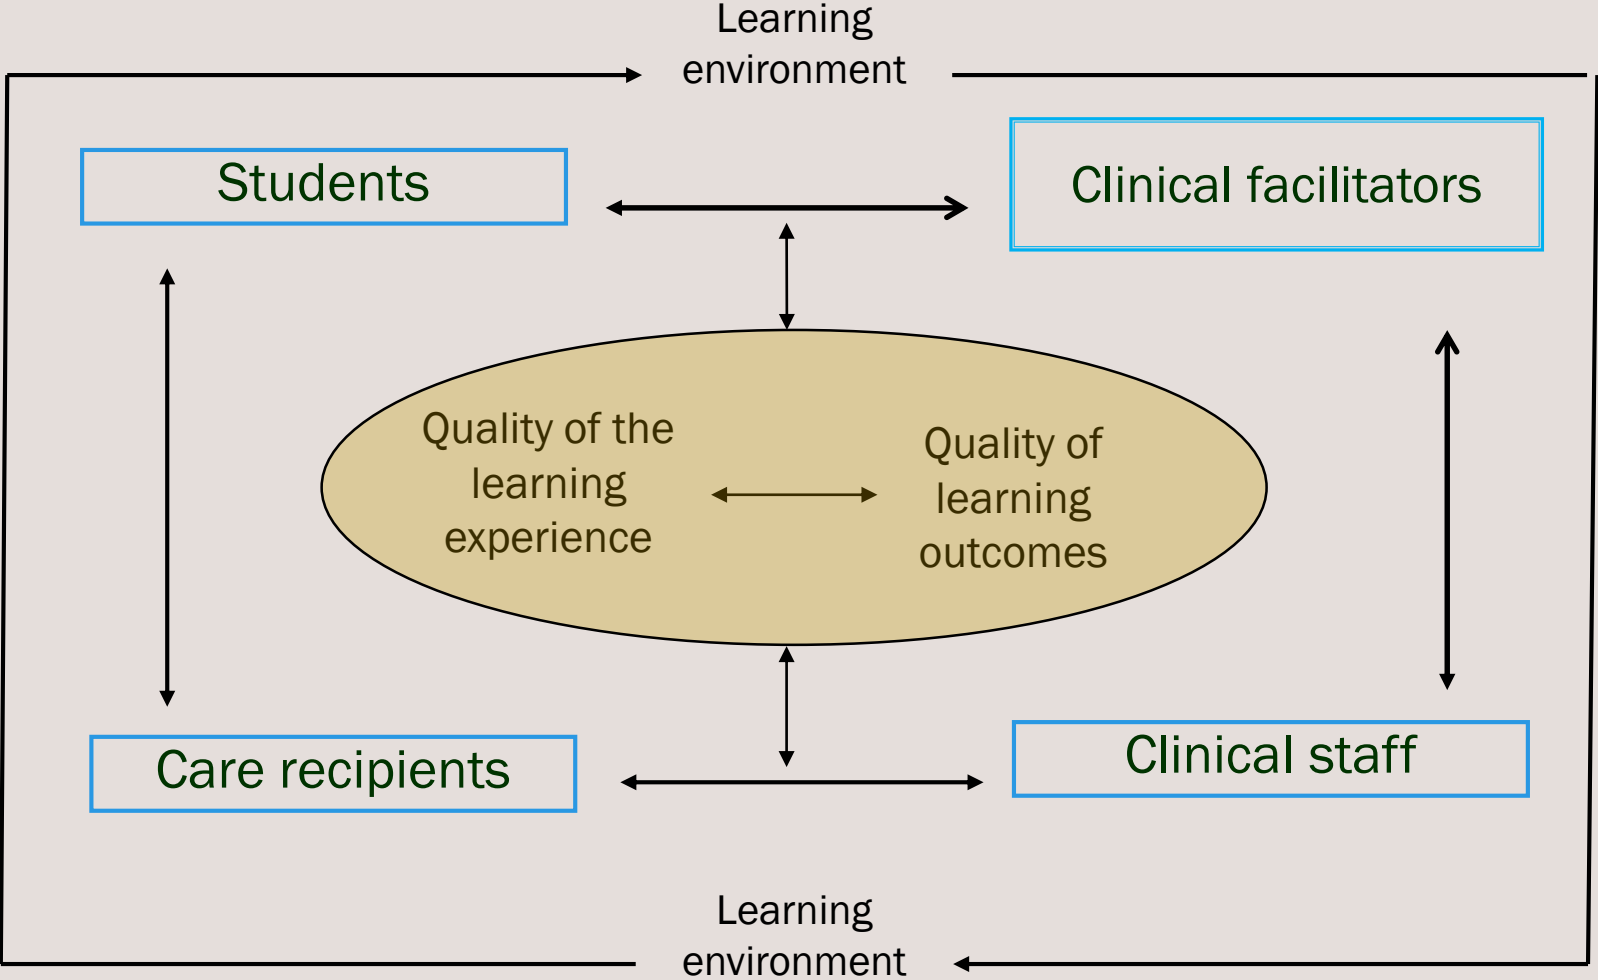 Learning
environment
Students
Clinical facilitators
Quality of the
learning
experience
Quality of
learning
outcomes
Care recipients
Clinical staff
Learning
environment